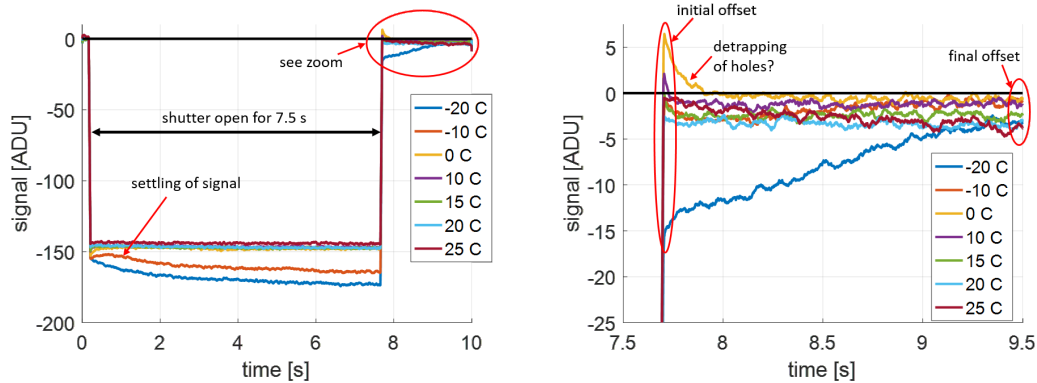 0
-50
-100
-150
-200
signal [ADU]
0
2
4
6
8
10
time [s]
see zoom
shutter open for 7.5 s
settling of signal
-20 C
-10 C
0 C
10 C
15 C
20 C
25 C
5
0
-5
-10
-15
-20
-25
signal [ADU]
7.5
8
8.5
9
9.5
time [s]
initial offset
detrapping
of holes?
final offset
-20 C
-10 C
0 C
10 C
15 C
20 C
25 C